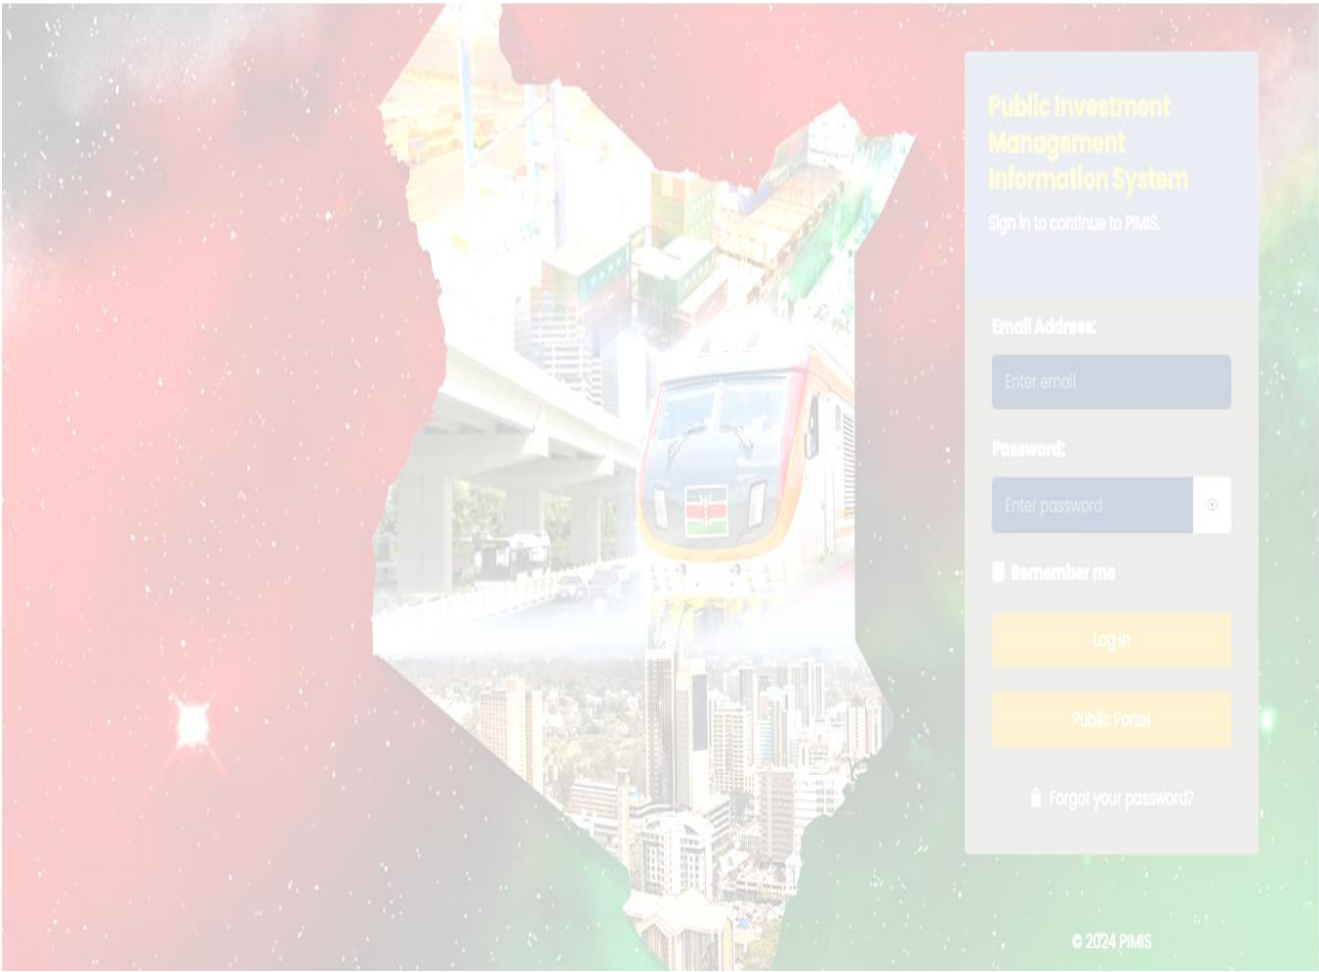 Public Investment
Management
Information System
Sign in to continue to PIMIS.
Email Address:
Enter email
Password:
Enter password
Remember me
Log In
Public Portal
Forgot your password?
© 2024 PIMIS